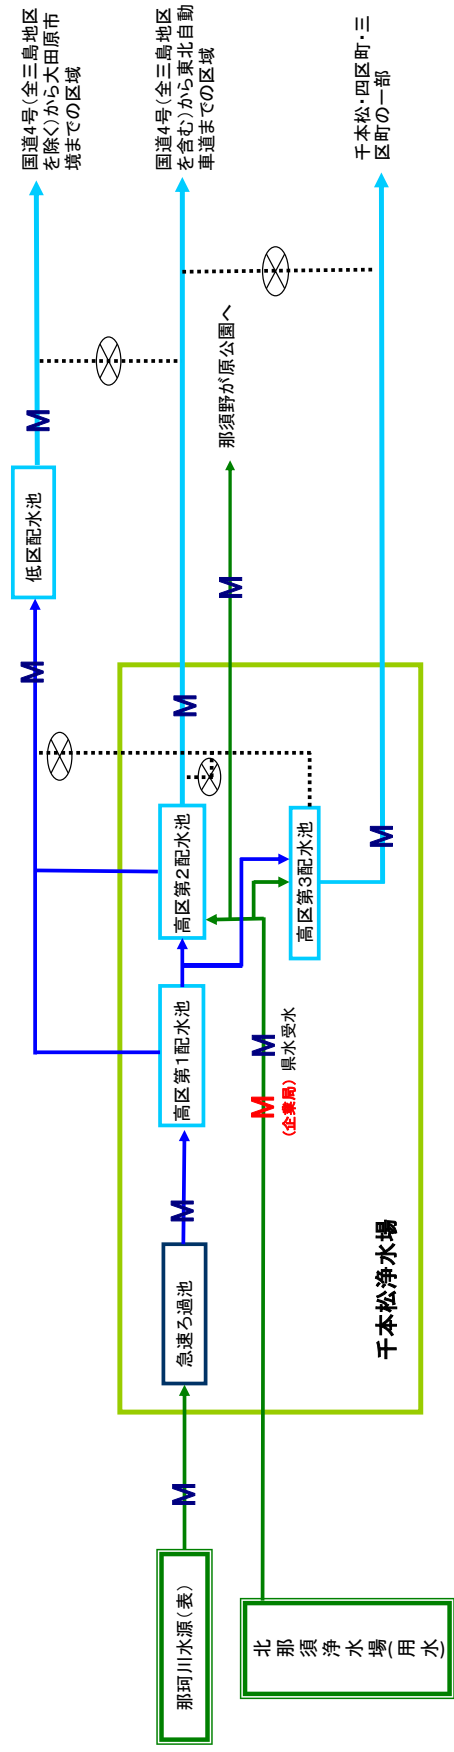 国道4号(全三島地区
を除く)から大田原市
境までの区域
国道4号(全三島地区
を含む)から東北自動
車道までの区域
千本松・四区町・三
区町の一部
那須野が原公園へ
M
低区配水池
M
M
M
M
高区第2配水池
高区第3配水池
高区第1配水池
M
県水受水
M
(企業局)
M
急速ろ過池
千本松浄水場
M
那珂川水源(表)
北那須浄水場(用水)